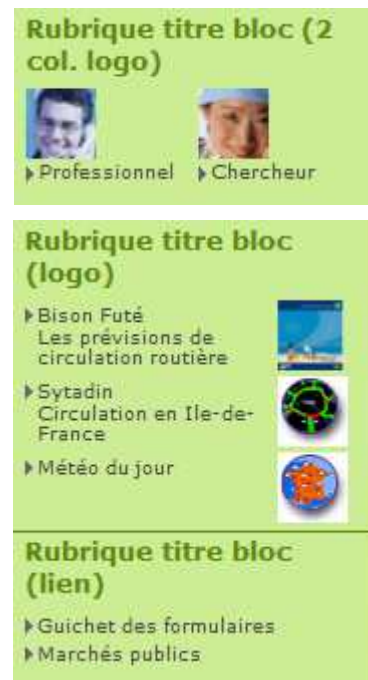 Rubrique titre bloc (2
col. logo)
Professionnel Chercheur
Rubrique titre bloc
(logo)
Bison Futé
Les prévisions de
circulation routière
Sytadin
Circulation en Ile-de-
France
Météo du jour
Rubrique titre bloc
(lien)
Guichet des formulaires
Marchés publics